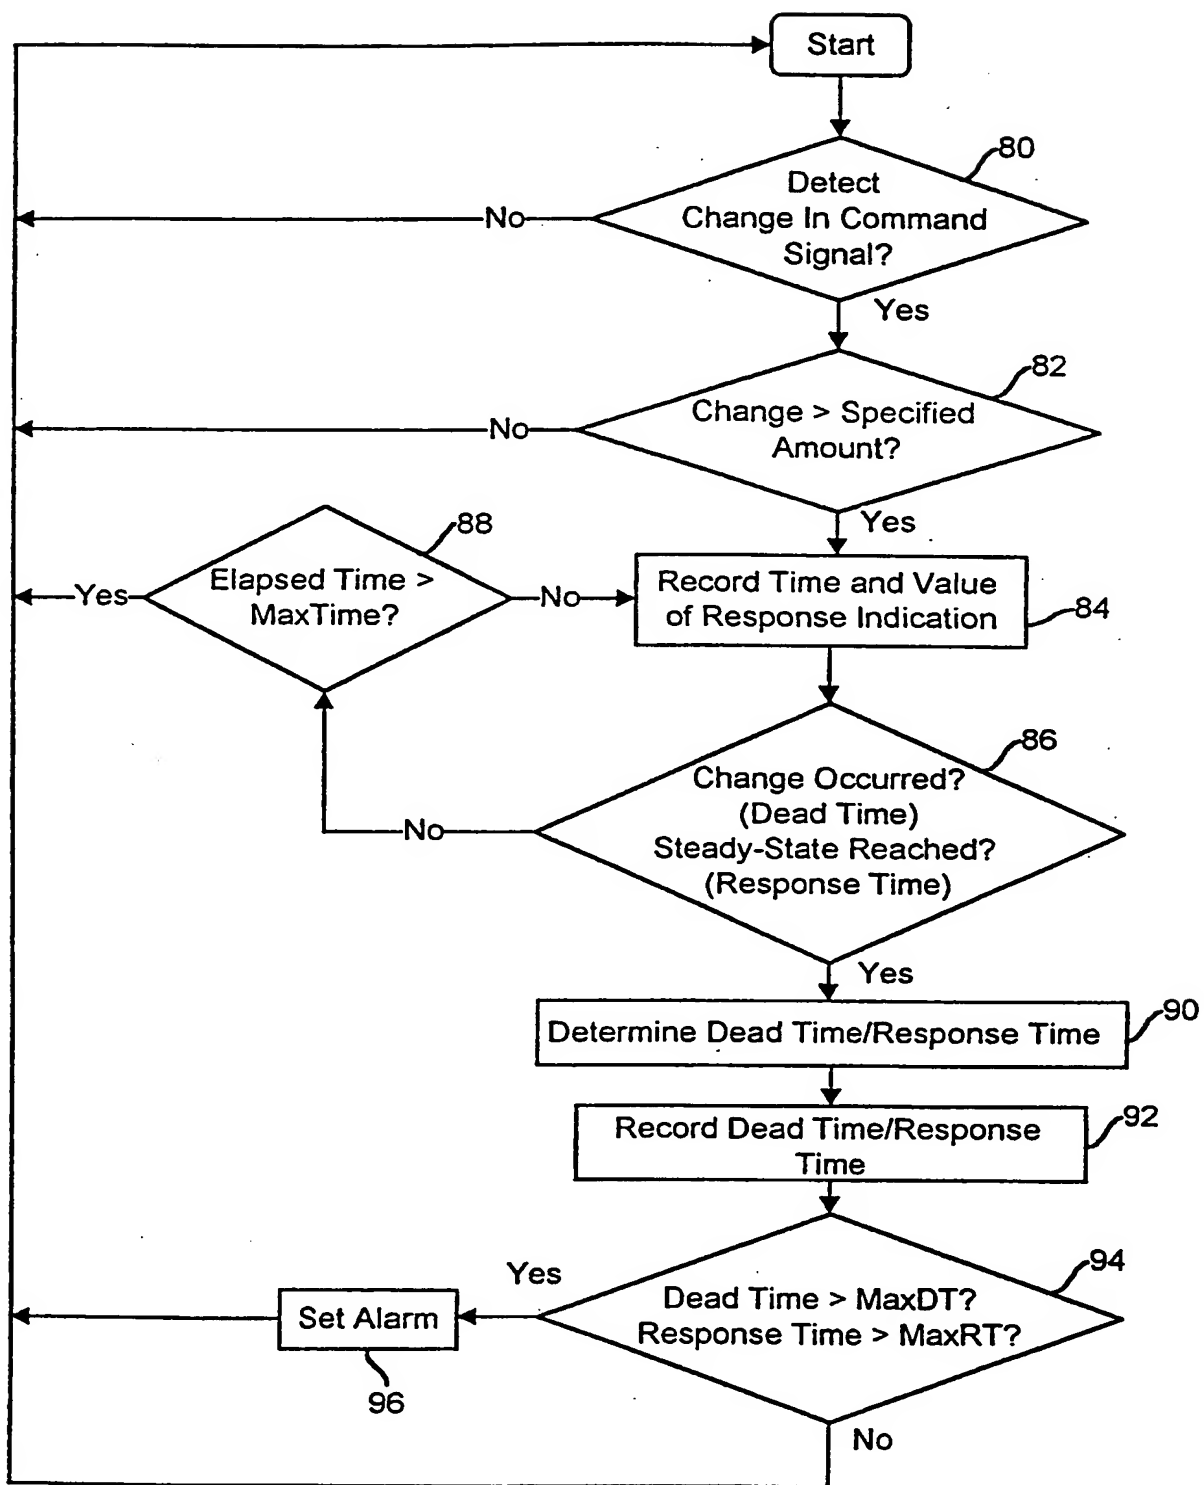 Start
80
Detect
Change In Command
Signal?
No
Yes
82
Change > Specified
Amount?
No
Yes
88
Elapsed Time >
MaxTime?
Yes
No
Record Time and Value
of Response Indication
84
86
Change Occurred?
(Dead Time)
Steady-State Reached?
(Response Time)
No
Yes
90
Determine Dead Time/Response Time
92
Record Dead Time/Response
Time
94
Yes
Dead Time > MaxDT?
Response Time > MaxRT?
Set Alarm
96
No